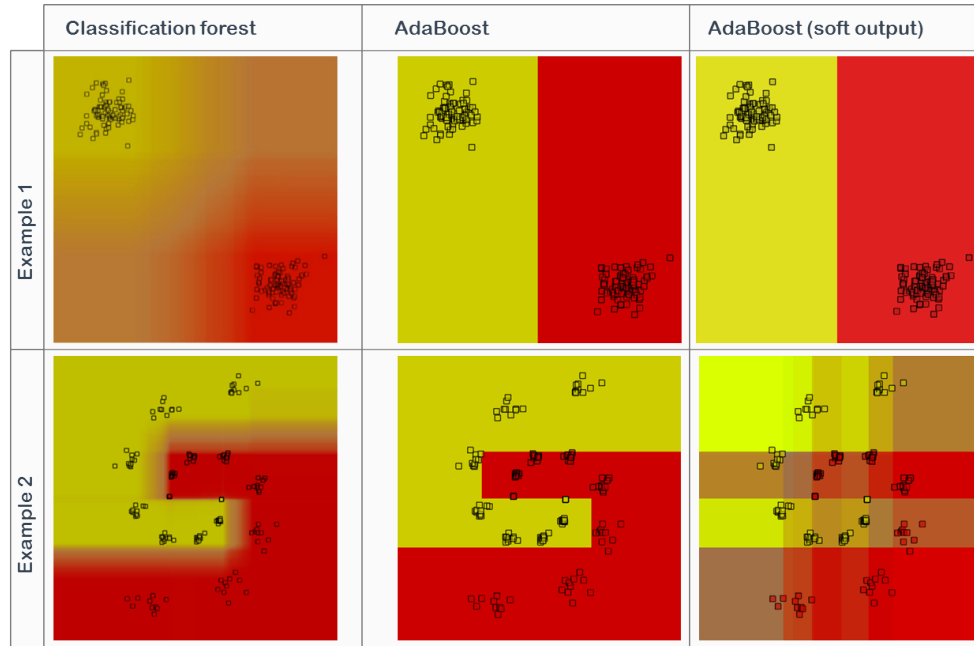 Classification forest
AdaBoost
AdaBoost (soft output)
Example 1
Example 2